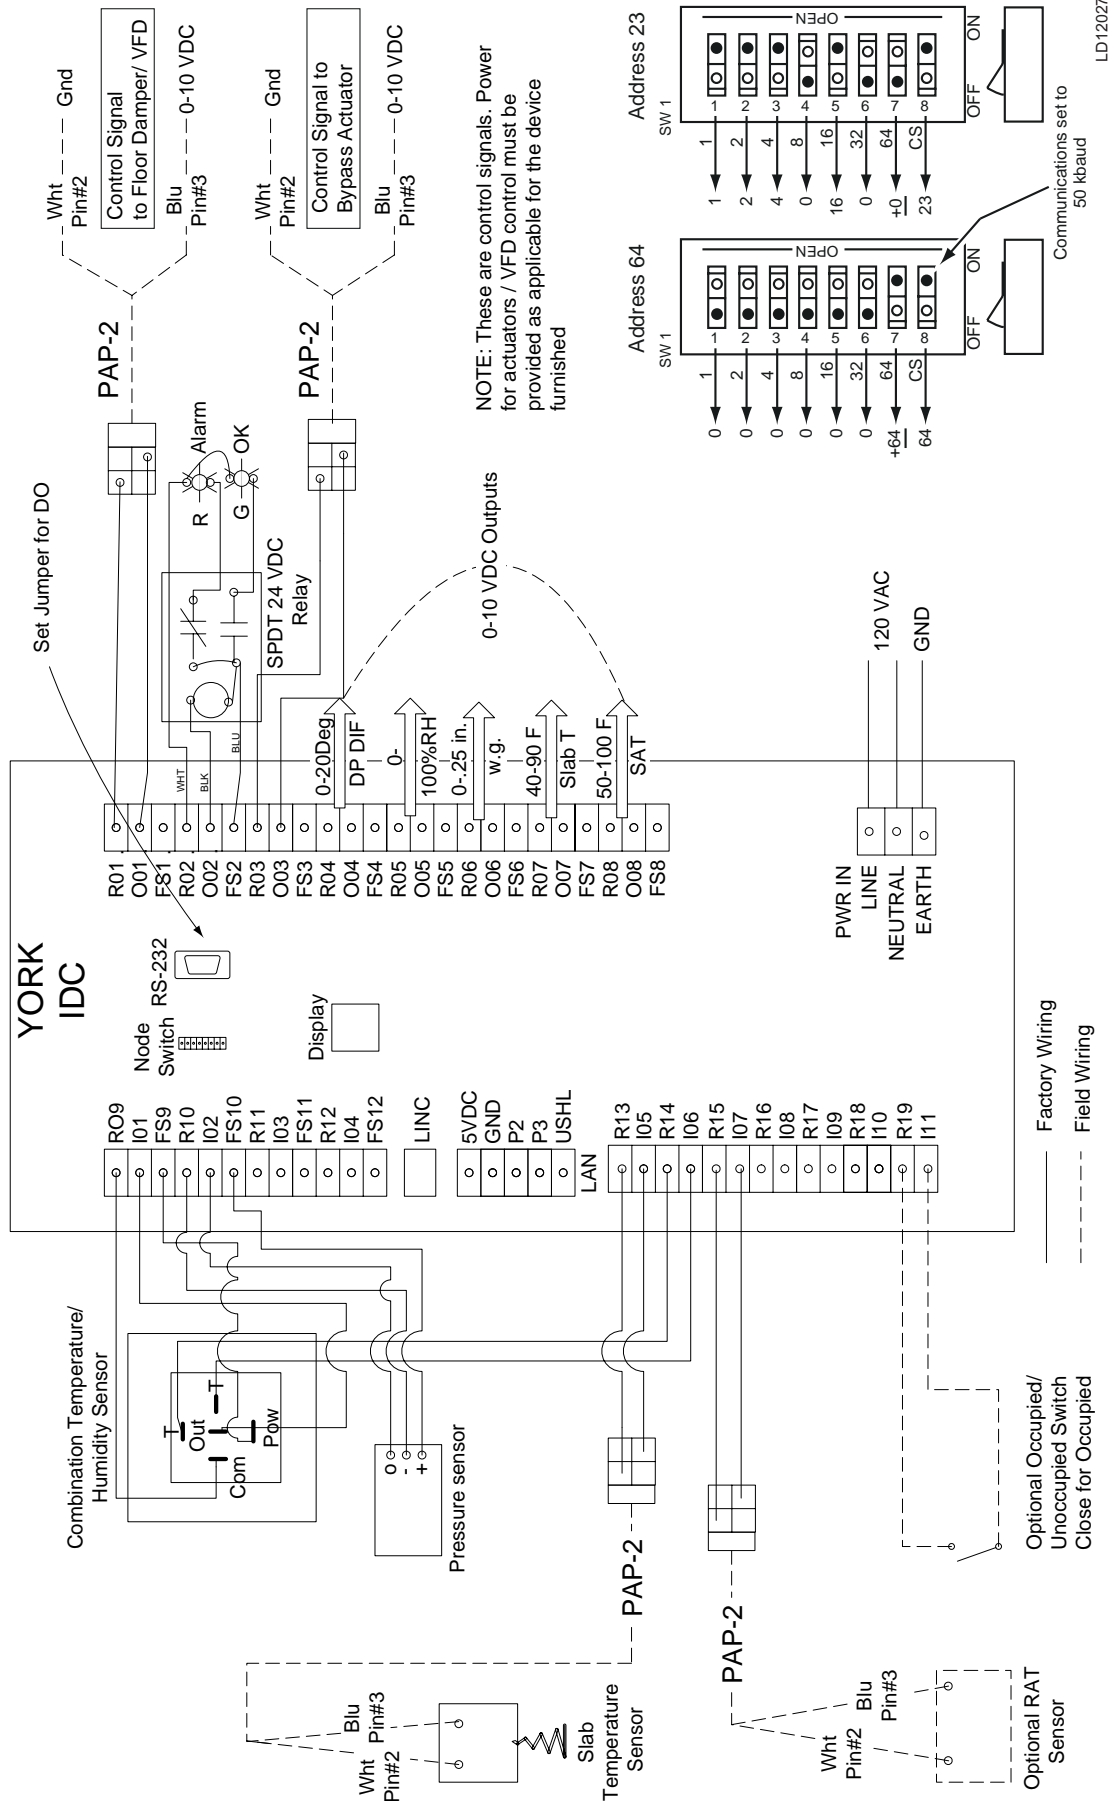 Combination Temperature/
Humidity Sensor
T
T
Out
Com
Pow
O
-
+
Pressure sensor
Wht
Pin#2
Blu
Pin#3
Slab
Temperature
Sensor
PAP-2
PAP-2
Wht
Pin#2
Blu
Pin#3
Optional RAT
Sensor
Optional Occupied/
Unoccupied Switch
Close for Occupied
Factory Wiring
Field Wiring
YORK
IDC
Node
Switch
RS-232
Display
RO9
I01
FS9
R10
I02
FS10
R11
I03
FS11
R12
I04
FS12
LINC
5VDC
GND
P2
P3
USHL
LAN
R13
I05
R14
I06
R15
I07
R16
I08
R17
I09
R18
I10
R19
I11
R01
O01
FS1
R02
O02
FS2
R03
O03
FS3
R04
O04
FS4
R05
O05
FS5
R06
O06
FS6
R07
O07
FS7
R08
O08
FS8
PWR IN
LINE
NEUTRAL
EARTH
120 VAC
GND
Set Jumper for DO
WHT
BLK
BLU
SPDT 24 VDC
Relay
R
Alarm
G
OK
0-20Deg
DP DIF
0-
100%RH
0-.25 in.
w.g.
40-90 F
Slab T
50-100 F
SAT
0-10 VDC Outputs
PAP-2
Wht
Pin#2
Gnd
Control Signal
to Floor Damper/ VFD
Blu
Pin#3
0-10 VDC
PAP-2
Wht
Pin#2
Gnd
Control Signal to
Bypass Actuator
Blu
Pin#3
0-10 VDC
NOTE: These are control signals. Power
for actuators / VFD control must be
provided as applicable for the device
furnished
Address 64
SW 1
OPEN
1 2 3 4 5 6 7 8
OFF
ON
1 2 4 8 16 32 64 CS
0 0 0 0 0 0 +64 64
Address 23
SW 1
OPEN
1 2 3 4 5 6 7 8
OFF
ON
1 2 4 8 16 32 64 CS
1 2 4 0 16 0 +0 23
Communications set to
50 kbaud
LD12027